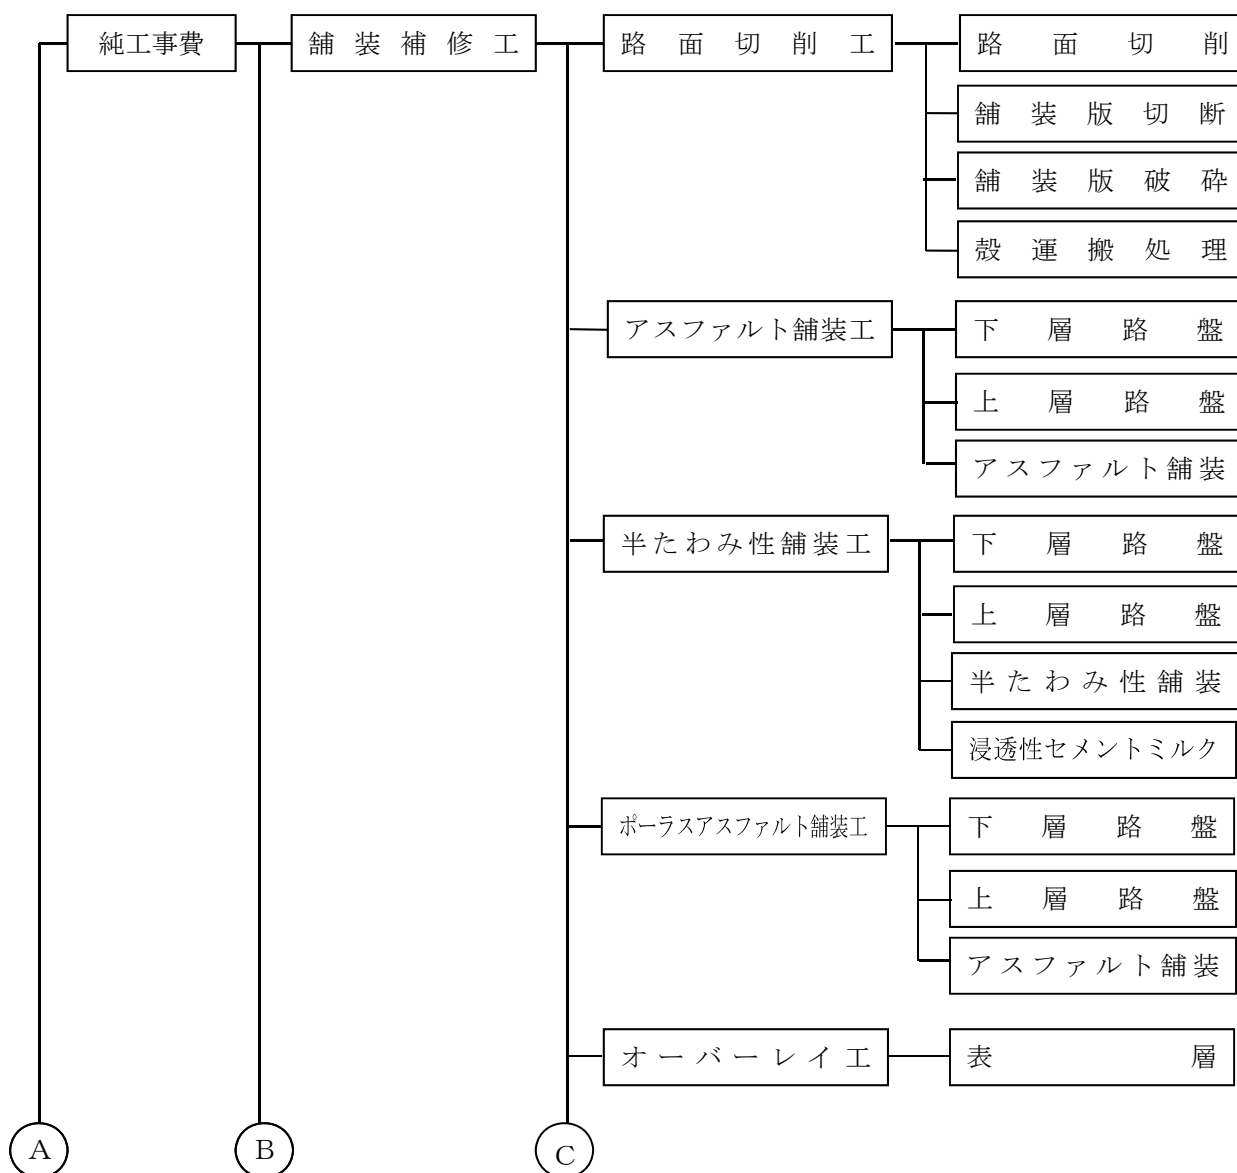 純工事費 舗装補修工 路面切削工 路面切削
舗装版切断
舗装版破砕
殻運搬処理
アスファルト舗装工 下層路盤
上層路盤
アスファルト舗装
半たわみ性舗装工 下層路盤
上層路盤
半たわみ性舗装
浸透性セメントミルク
ポーラスアスファルト舗装工 下層路盤
上層路盤
アスファルト舗装
オーバーレイ工 表層
A B C